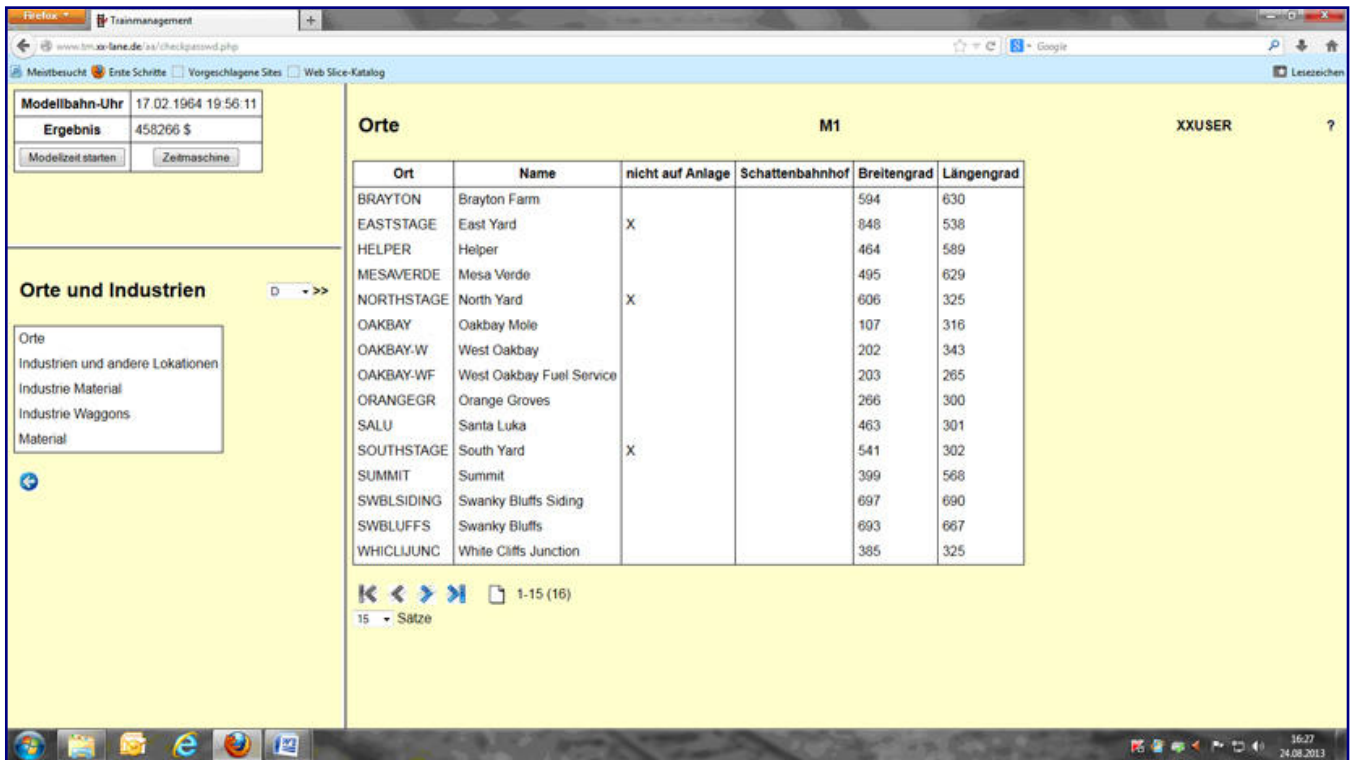 Firefox
Trainmanagement
+
www.tm.xx-lane.de/aa/checkpasswd.php
Google
Meistbesucht Erste Schritte Vorgeschlagene Sites Web Slice-Katalog
Lesezeichen
Modellbahn-Uhr 17.02.1964 19:56:11
Ergebnis 458266 $
Modellzeit starten Zeitmaschine
Orte und Industrien D >>
Orte
Industrien und andere Lokationen
Industrie Material
Industrie Waggons
Material
Orte M1 XXUSER ?
Ort Name nicht auf Anlage Schattenbahnhof Breitengrad Längengrad
BRAYTON Brayton Farm 594 630
EASTSTAGE East Yard X 848 538
HELPER Helper 464 589
MESAVERDE Mesa Verde 495 629
NORTHSTAGE North Yard X 606 325
OAKBAY Oakbay Mole 107 316
OAKBAY-W West Oakbay 202 343
OAKBAY-WF West Oakbay Fuel Service 203 265
ORANGEGR Orange Groves 266 300
SALU Santa Luka 463 301
SOUTHSTAGE South Yard X 541 302
SUMMIT Summit 399 568
SWBLSIDING Swanky Bluffs Siding 697 690
SWBLUFFS Swanky Bluffs 693 667
WHICLIJUNC White Cliffs Junction 385 325
1-15 (16)
15 Sätze
16:27
24.08.2013